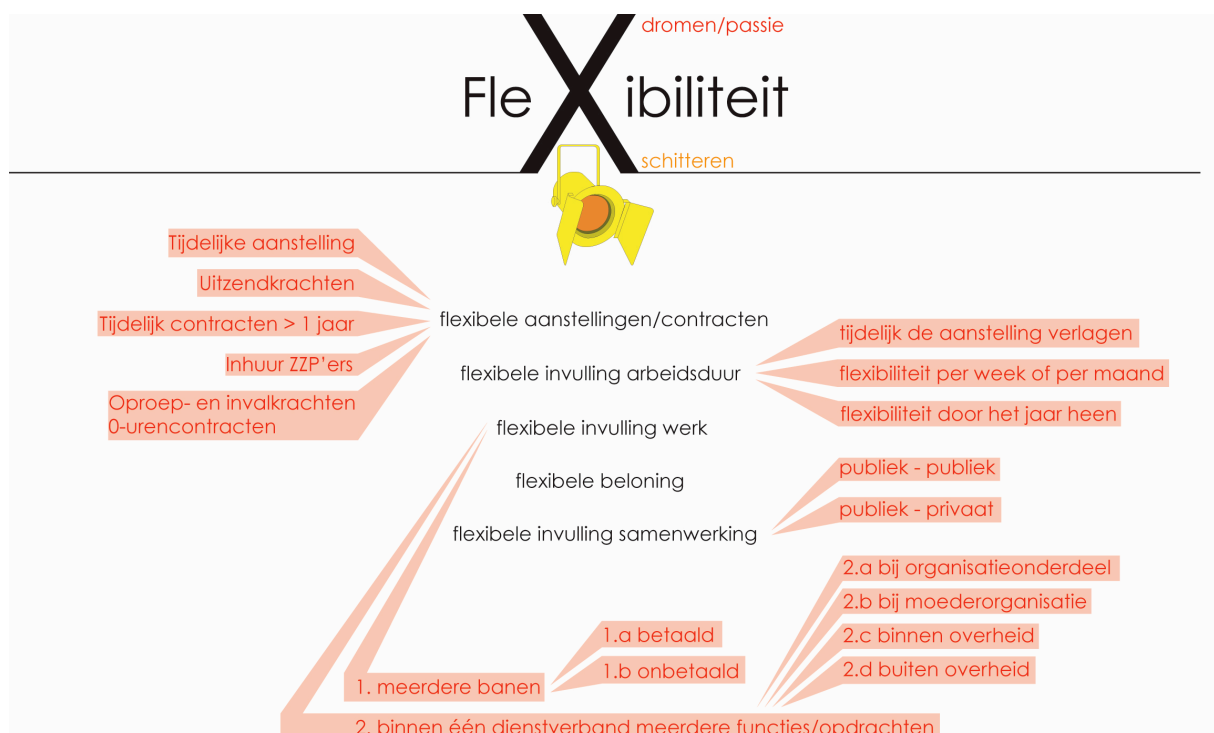 dromen/passie
FleXibiliteit
schitteren
Tijdelijke aanstelling
Uitzendkrachten
Tijdelijk contracten > 1 jaar
Inhuur ZZP'ers
Oproep- en invalkrachten
0-urencontracten
flexibele aanstellingen/contracten
flexibele invulling arbeidsduur
flexibele invulling werk
flexibele beloning
flexibele invulling samenwerking
tijdelijk de aanstelling verlagen
flexibiliteit per week of per maand
flexibiliteit door het jaar heen
publiek - publiek
publiek - privaat
1. meerdere banen
1.a betaald
1.b onbetaald
2.a bij organisatieonderdeel
2.b bij moederorganisatie
2.c binnen overheid
2.d buiten overheid
2. binnen één dienstverband meerdere functies/opdrachten